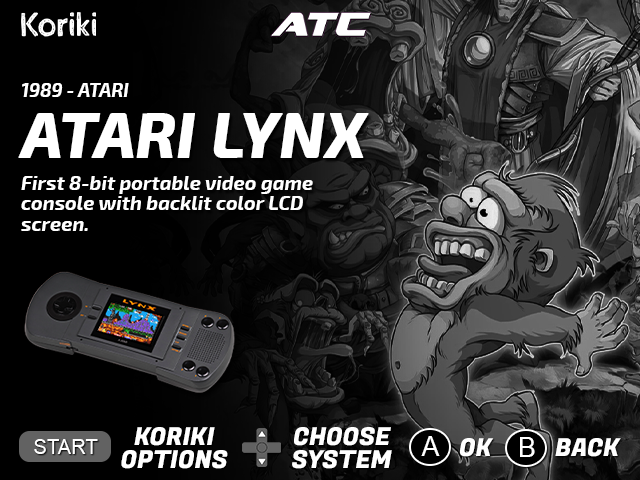 Koriki
ATC
1989 - ATARI
ATARI LYNX
First 8-bit portable video game
console with backlit color LCD
screen.
LYNX
START
KORIKI
OPTIONS
CHOOSE
SYSTEM
A OK
B BACK